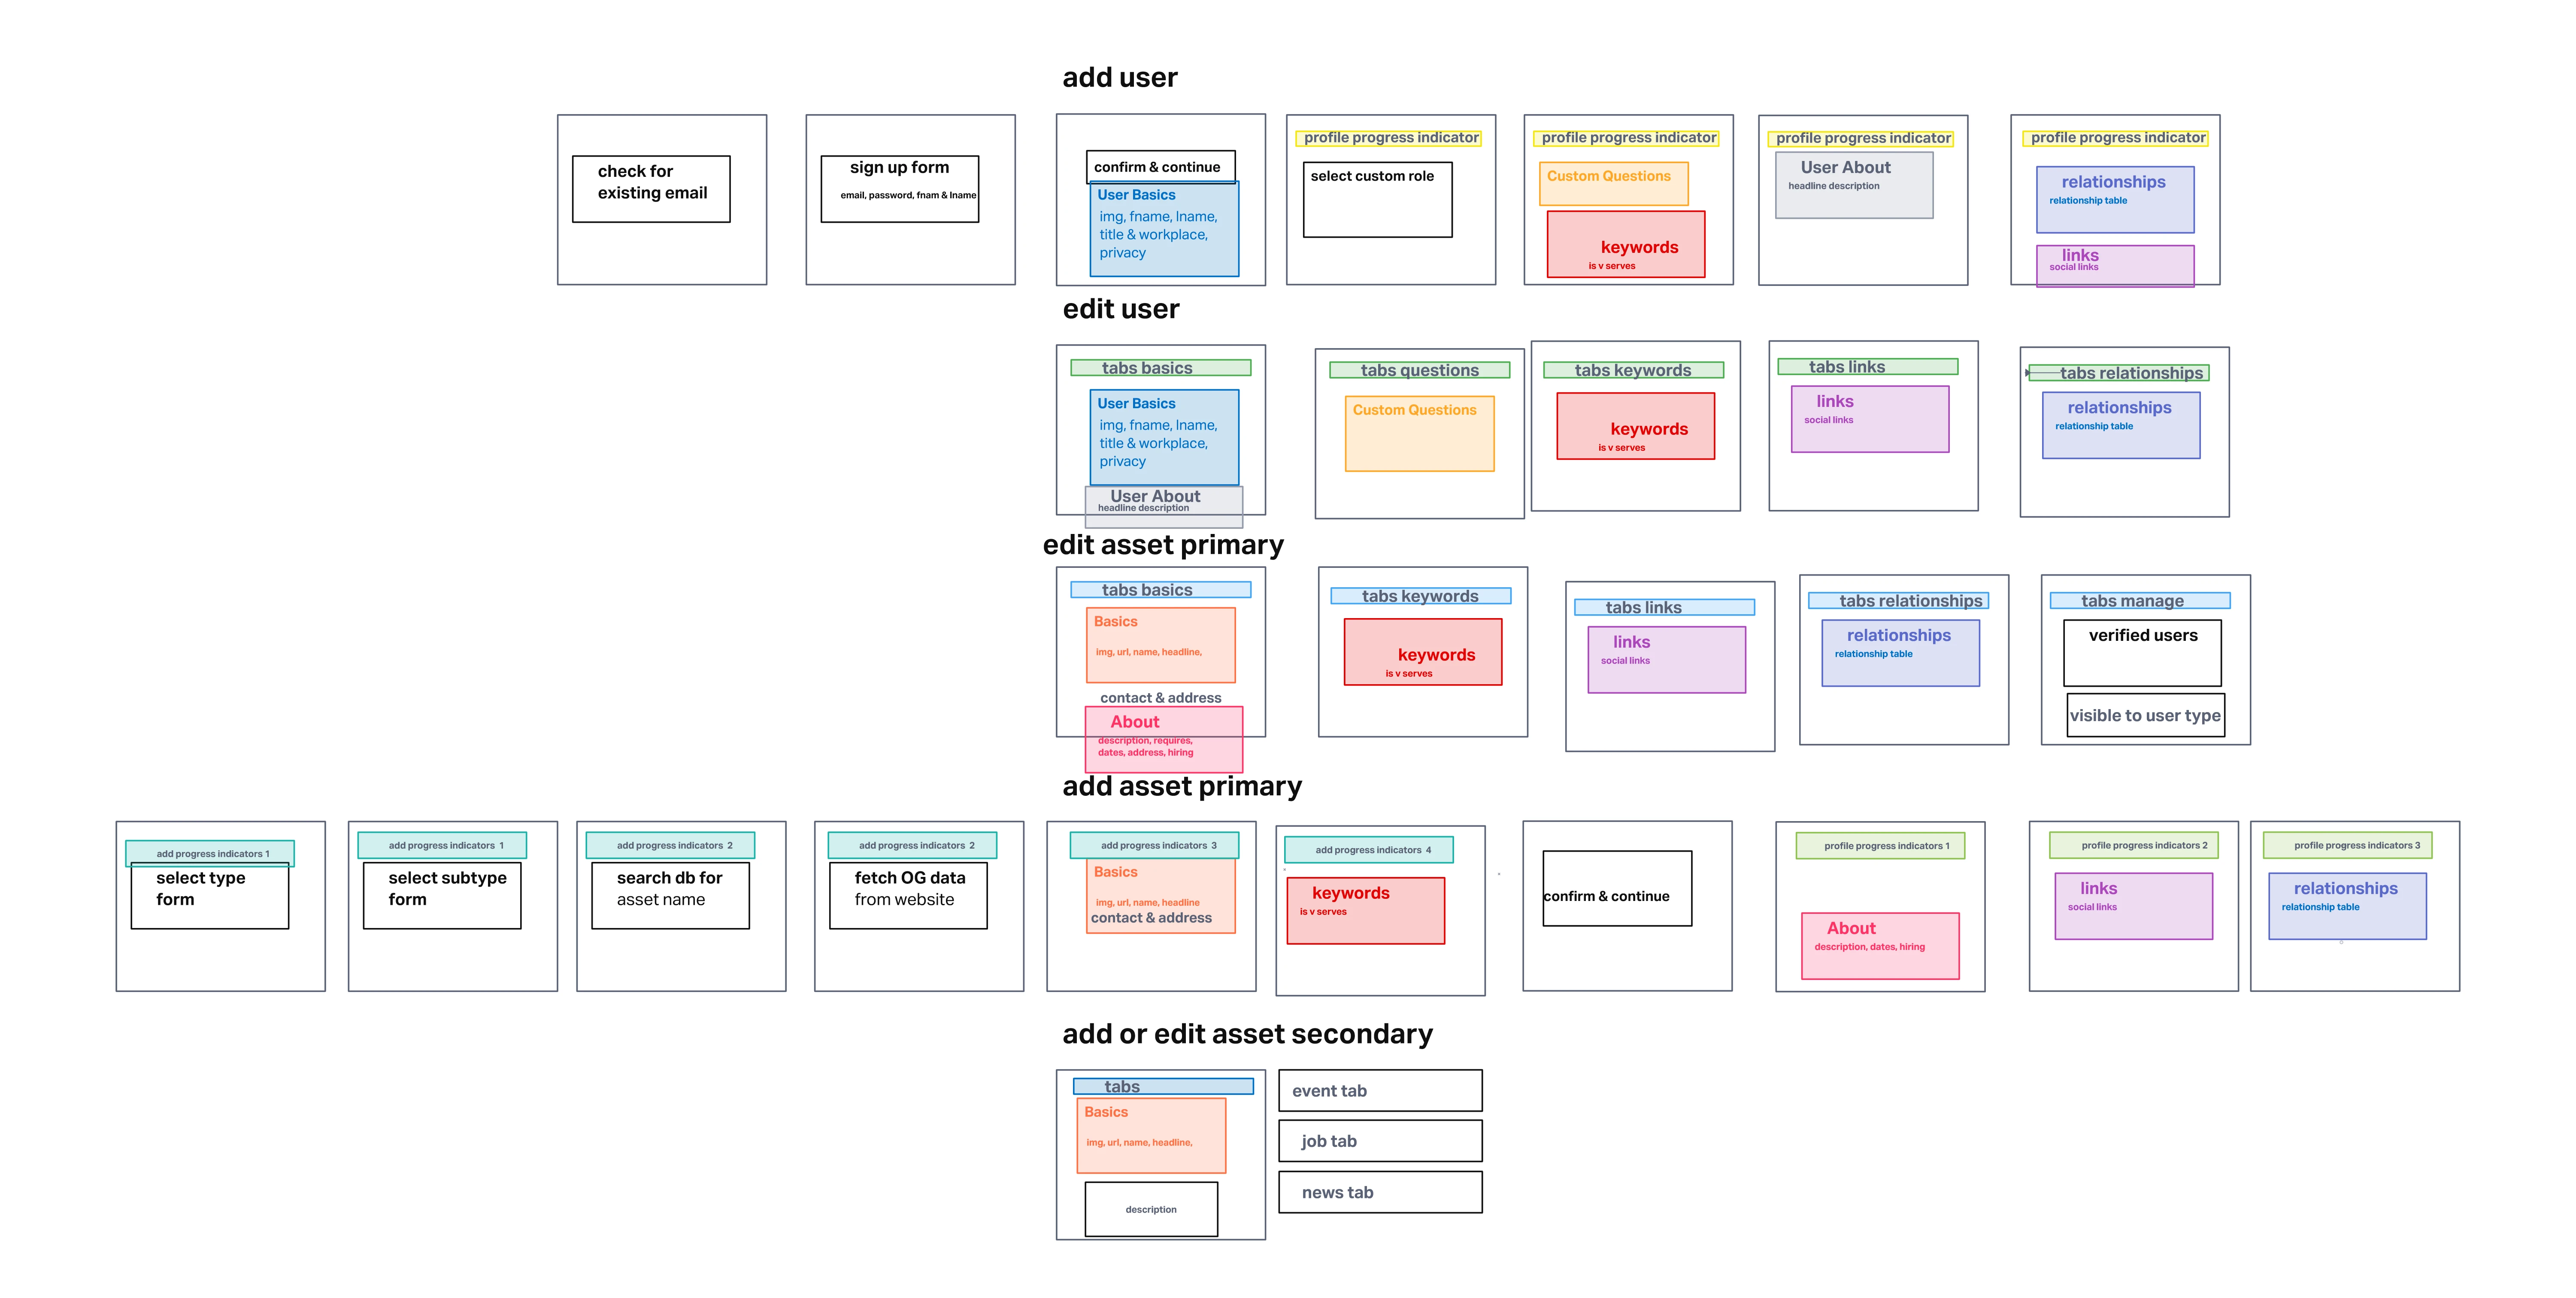 add user
check for
existing email
sign up form
email, password, fnam & lname
confirm & continue
User Basics
img, fname, lname,
title & workplace,
privacy
profile progress indicator
select custom role
profile progress indicator
Custom Questions
keywords
is v serves
profile progress indicator
User About
headline description
profile progress indicator
relationships
relationship table
links
social links
edit user
tabs basics
User Basics
img, fname, lname,
title & workplace,
privacy
User About
headline description
tabs questions
Custom Questions
tabs keywords
keywords
is v serves
tabs links
links
social links
tabs relationships
relationships
relationship table
edit asset primary
tabs basics
Basics
img, url, name, headline,
contact & address
About
description, requires,
dates, address, hiring
tabs keywords
keywords
is v serves
tabs links
links
social links
tabs relationships
relationships
relationship table
tabs manage
verified users
visible to user type
add asset primary
add progress indicators 1
select type
form
add progress indicators 1
select subtype
form
add progress indicators 2
search db for
asset name
add progress indicators 2
fetch OG data
from website
add progress indicators 3
Basics
img, url, name, headline
contact & address
add progress indicators 4
keywords
is v serves
confirm & continue
profile progress indicators 1
About
description, dates, hiring
profile progress indicators 2
links
social links
profile progress indicators 3
relationships
relationship table
add or edit asset secondary
tabs
Basics
img, url, name, headline,
description
event tab
job tab
news tab